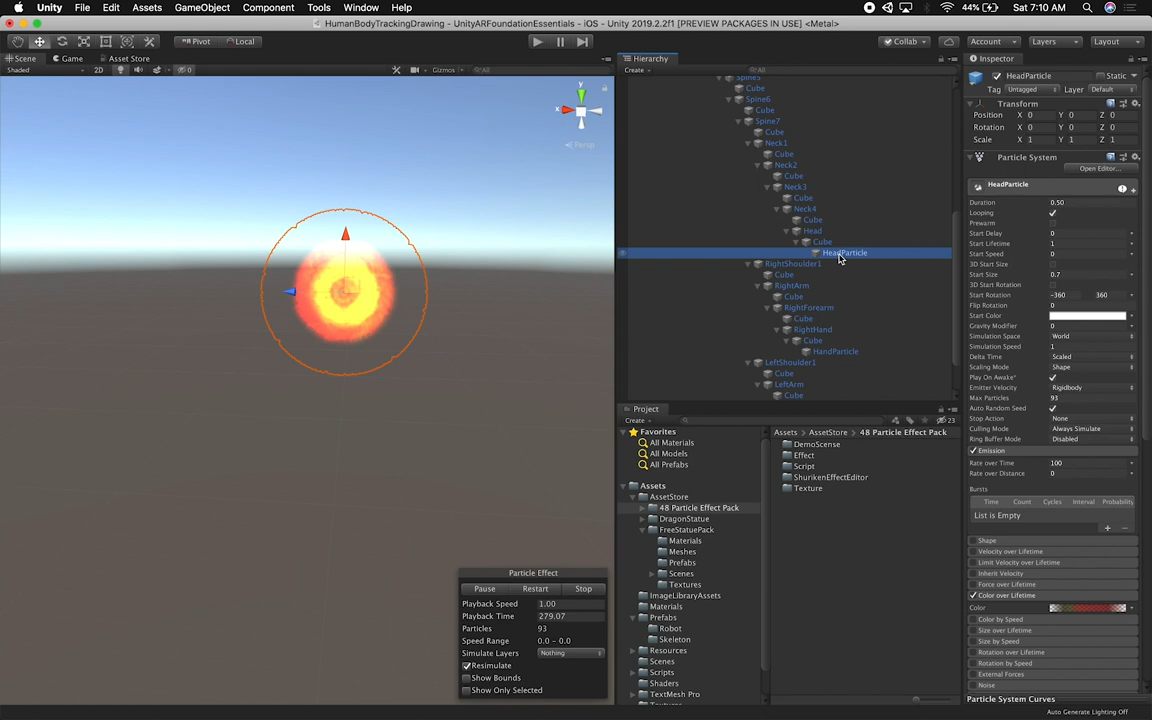 Unity File Edit Assets GameObject Component Tools Window Help 44% Sat 7:10 AM
HumanBodyTrackingDrawing - UnityARFoundationEssentials - iOS - Unity 2019.2.2f1 [PREVIEW PACKAGES IN USE] <Metal>
Pivot Local Collab Account Layers Layout
Scene Game Asset Store
Shaded 2D 0 Gizmos All
y
x
Persp
Particle Effect
Pause Restart Stop
Playback Speed 1.00
Playback Time 279.07
Particles 93
Speed Range 0.0 - 0.0
Simulate Layers Nothing
Resimulate
Show Bounds
Show Only Selected
Hierarchy
Create All
Spine5
Cube
Spine6
Cube
Spine7
Cube
Neck1
Cube
Neck2
Cube
Neck3
Cube
Neck4
Cube
Head
Cube
HeadParticle
RightShoulder1
Cube
RightArm
Cube
RightForearm
Cube
RightHand
Cube
HandParticle
LeftShoulder1
Cube
LeftArm
Cube
Project
Create 23
Favorites
All Materials
All Models
All Prefabs
Assets
AssetStore
48 Particle Effect Pack
DragonStatue
FreeStatuePack
Materials
Meshes
Prefabs
Scenes
Textures
ImageLibraryAssets
Materials
Prefabs
Robot
Skeleton
Resources
Scenes
Scripts
Shaders
TextMesh Pro
Assets > AssetStore > 48 Particle Effect Pack
DemoScense
Effect
Script
ShurikenEffectEditor
Texture
Inspector
HeadParticle Static
Tag Untagged Layer Default
Transform
Position X 0 Y 0 Z 0
Rotation X 0 Y 0 Z 0
Scale X 1 Y 1 Z 1
Particle System
Open Editor...
HeadParticle
Duration 0.50
Looping
Prewarm
Start Delay 0
Start Lifetime 1
Start Speed 0
3D Start Size
Start Size 0.7
3D Start Rotation
Start Rotation -360 360
Flip Rotation 0
Start Color
Gravity Modifier 0
Simulation Space World
Simulation Speed 1
Delta Time Scaled
Scaling Mode Shape
Play On Awake*
Emitter Velocity Rigidbody
Max Particles 93
Auto Random Seed
Stop Action None
Culling Mode Always Simulate
Ring Buffer Mode Disabled
Emission
Rate over Time 100
Rate over Distance 0
Bursts
Time Count Cycles Interval Probability
List is Empty
Shape
Velocity over Lifetime
Limit Velocity over Lifetime
Inherit Velocity
Force over Lifetime
Color over Lifetime
Color
Color by Speed
Size over Lifetime
Size by Speed
Rotation over Lifetime
Rotation by Speed
External Forces
Noise
Particle System Curves
Auto Generate Lighting Off